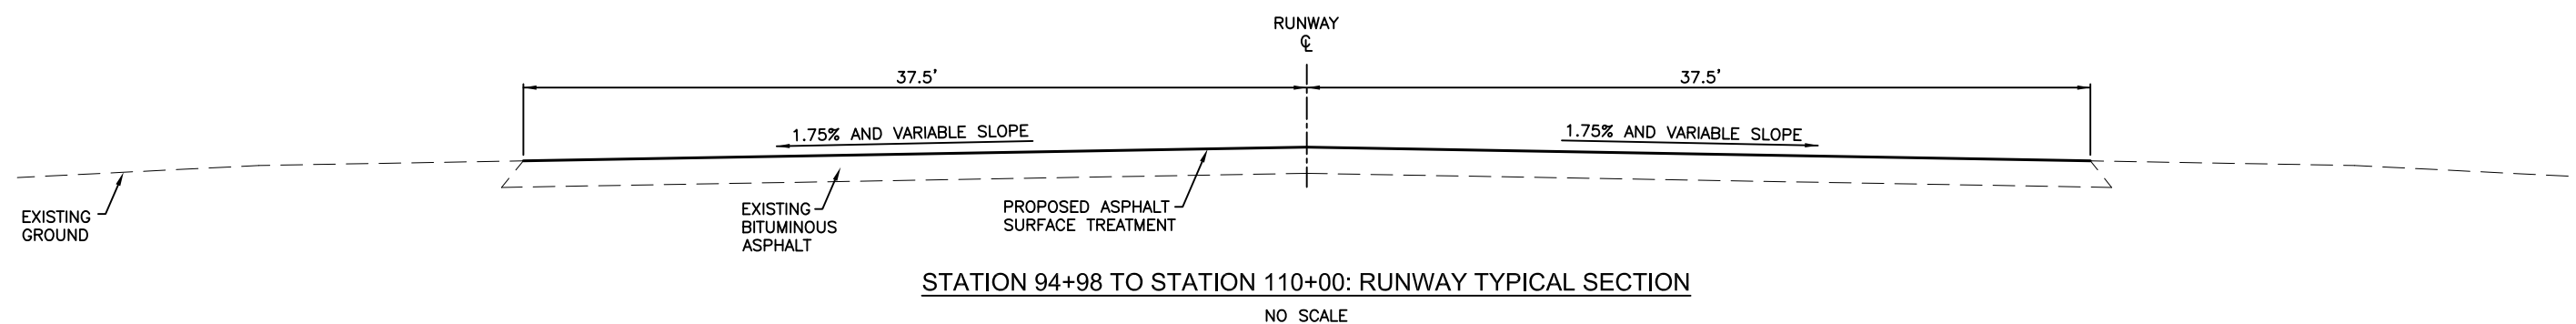 RUNWAY
℄
37.5'
37.5'
1.75% AND VARIABLE SLOPE
1.75% AND VARIABLE SLOPE
EXISTING
GROUND
EXISTING
BITUMINOUS
ASPHALT
PROPOSED ASPHALT
SURFACE TREATMENT
STATION 94+98 TO STATION 110+00: RUNWAY TYPICAL SECTION
NO SCALE